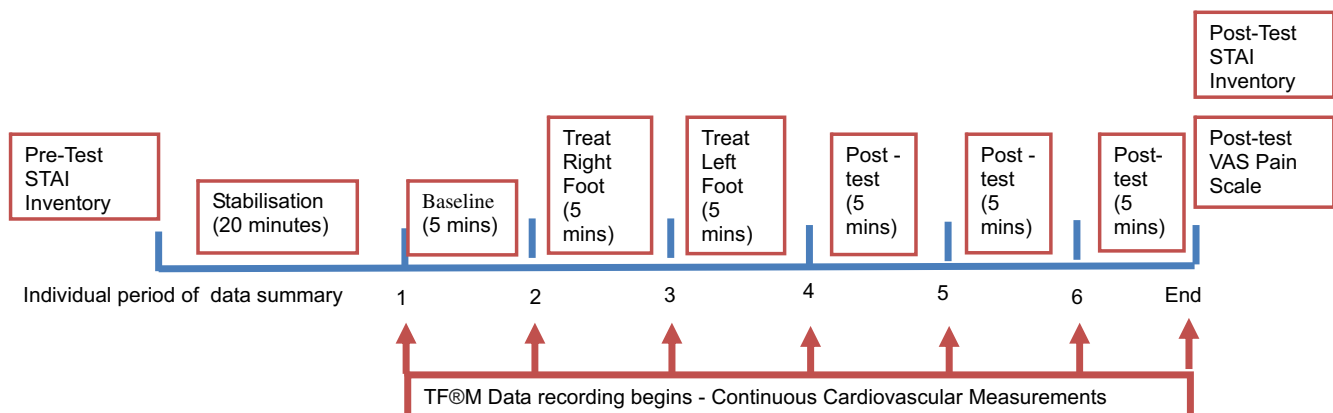 Pre-Test
STAI
Inventory
Stabilisation
(20 minutes)
Baseline
(5 mins)
Treat
Right
Foot
(5
mins)
Treat
Left
Foot
(5
mins)
Post -
test
(5
mins)
Post -
test
(5
mins)
Post-
test
(5
mins)
Post-Test
STAI
Inventory
Post-test
VAS Pain
Scale
Individual period of data summary
1
2
3
4
5
6
End
TF®M Data recording begins - Continuous Cardiovascular Measurements